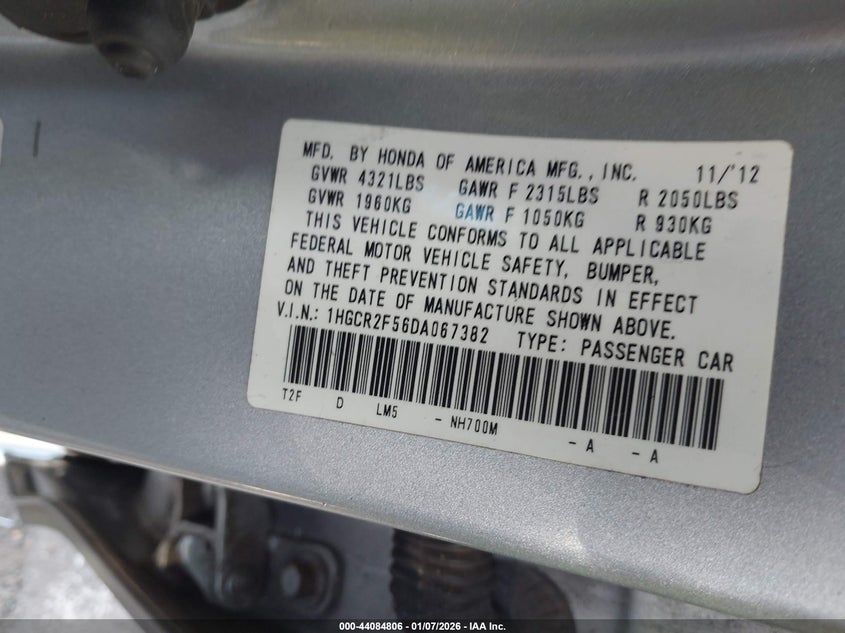 MFD. BY HONDA OF AMERICA MFG., INC. 11/'12
GVWR 4321LBS GAWR F 2315LBS R 2050LBS
GVWR 1960KG GAWR F 1050KG R 930KG
THIS VEHICLE CONFORMS TO ALL APPLICABLE
FEDERAL MOTOR VEHICLE SAFETY, BUMPER,
AND THEFT PREVENTION STANDARDS IN EFFECT
ON THE DATE OF MANUFACTURE SHOWN ABOVE.
V.I.N.: 1HGCR2F56DA067382 TYPE: PASSENGER CAR
T2F D LM5 - NH700M - A - A
000-44084806 - 01/07/2026 - IAA Inc.